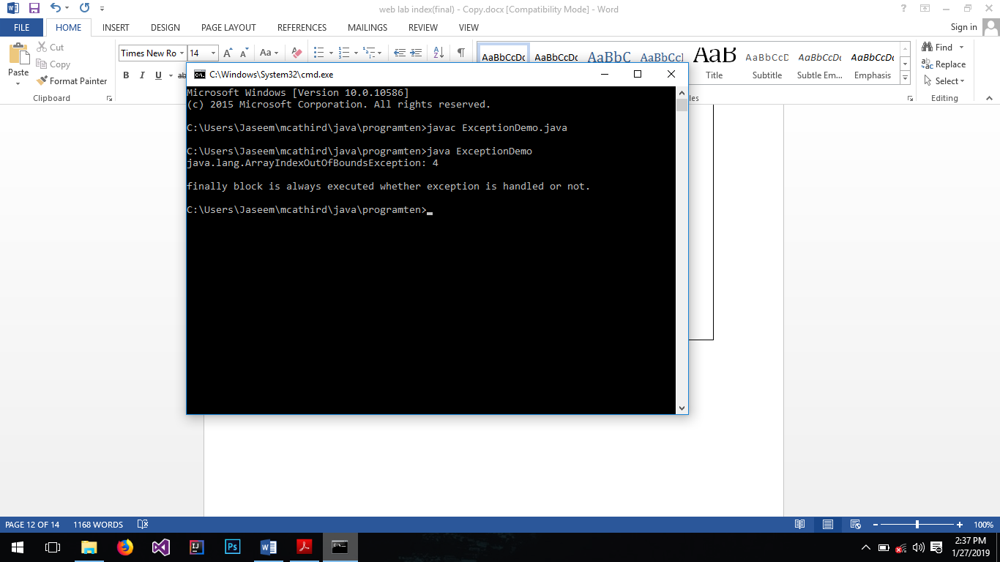 web lab index(final) - Copy.docx [Compatibility Mode] - Word
FILE HOME INSERT DESIGN PAGE LAYOUT REFERENCES MAILINGS REVIEW VIEW Sign in
Paste
Cut
Copy
Format Painter
Clipboard
Times New Ro 14
B I U
AaBbCcDc AaBbCcDc AaBbC AaBbCcI AaB AaBbCcD AaBbCcDc AaBbCcDc
Title Subtitle Subtle Em... Emphasis
Find
Replace
Select
Editing
C:\Windows\System32\cmd.exe
Microsoft Windows [Version 10.0.10586]
(c) 2015 Microsoft Corporation. All rights reserved.
C:\Users\Jaseem\mcathird\java\programten>javac ExceptionDemo.java
C:\Users\Jaseem\mcathird\java\programten>java ExceptionDemo
java.lang.ArrayIndexOutOfBoundsException: 4
finally block is always executed whether exception is handled or not.
C:\Users\Jaseem\mcathird\java\programten>
PAGE 12 OF 14 1168 WORDS 100%
2:37 PM
1/27/2019